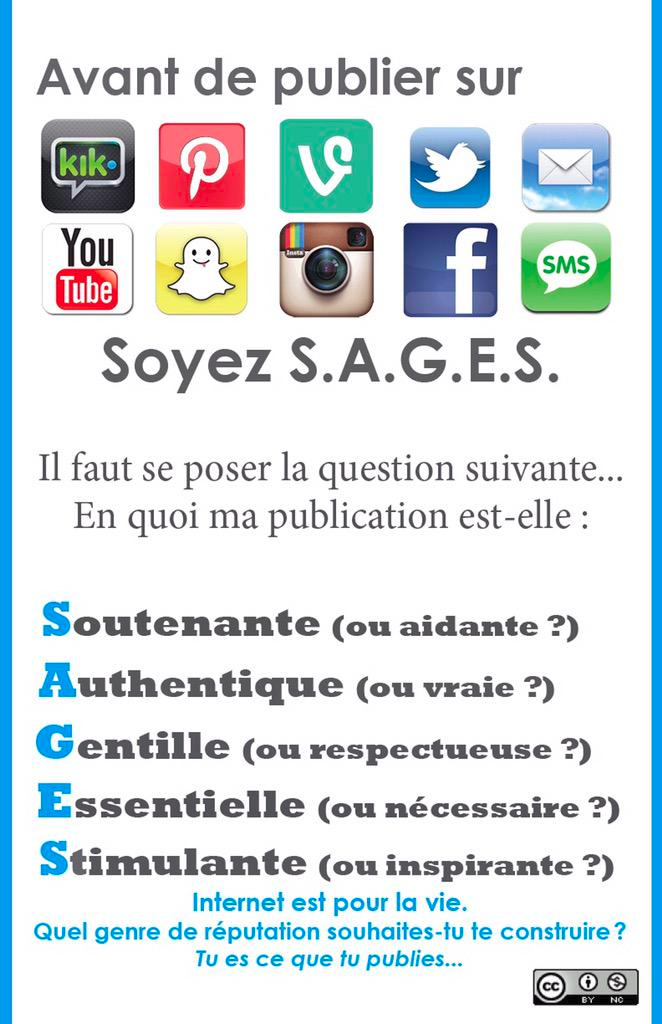 Avant de publier sur
kik
You
Tube
Insta
f
SMS
Soyez S.A.G.E.S.
Il faut se poser la question suivante...
En quoi ma publication est-elle :
Soutenante (ou aidante ?)
Authentique (ou vraie ?)
Gentille (ou respectueuse ?)
Essentielle (ou nécessaire ?)
Stimulante (ou inspirante ?)
Internet est pour la vie.
Quel genre de réputation souhaites-tu te construire ?
Tu es ce que tu publies...
cc
BY NC